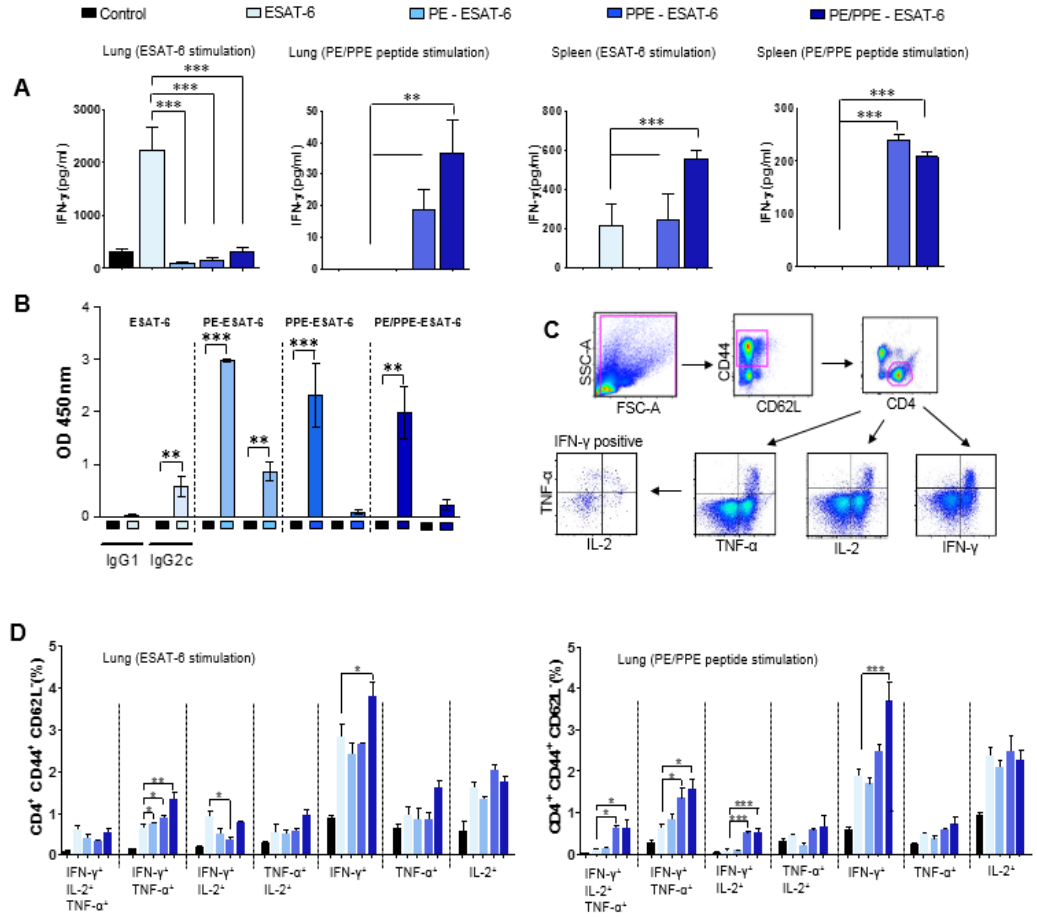 Control
ESAT-6
PE - ESAT-6
PPE - ESAT-6
PE/PPE - ESAT-6
Lung (ESAT-6 stimulation)
Lung (PE/PPE peptide stimulation)
Spleen (ESAT-6 stimulation)
Spleen (PE/PPE peptide stimulation)
A
IFN-γ(pg/ml)
3000
2000
1000
0
***
***
***
IFN-γ(pg/ml)
50
40
30
20
10
0
**
IFN-γ(pg/ml)
800
600
400
200
0
***
IFN-γ(pg/ml)
300
200
100
0
***
***
B
OD 450nm
4
3
2
1
0
ESAT-6
PE-ESAT-6
PPE-ESAT-6
PE/PPE-ESAT-6
**
***
**
***
**
IgG1
IgG2c
C
SSC-A
FSC-A
CD44
CD62L
CD4
IFN-γ positive
TNF-α
IL-2
TNF-α
IL-2
IFN-γ
D
Lung (ESAT-6 stimulation)
CD4⁺ CD44⁺ CD62L⁻(%)
5
4
3
2
1
0
**
*
*
*
*
IFN-γ⁺
IL-2⁺
TNF-α⁺
IFN-γ⁺
TNF-α⁺
IFN-γ⁺
IL-2⁺
TNF-α⁺
IL-2⁺
IFN-γ⁺
TNF-α⁺
IL-2⁺
Lung (PE/PPE peptide stimulation)
CD4⁺ CD44⁺ CD62L⁻(%)
5
4
3
2
1
0
*
*
*
*
***
***
***
IFN-γ⁺
IL-2⁺
TNF-α⁺
IFN-γ⁺
TNF-α⁺
IFN-γ⁺
IL-2⁺
TNF-α⁺
IL-2⁺
IFN-γ⁺
TNF-α⁺
IL-2⁺